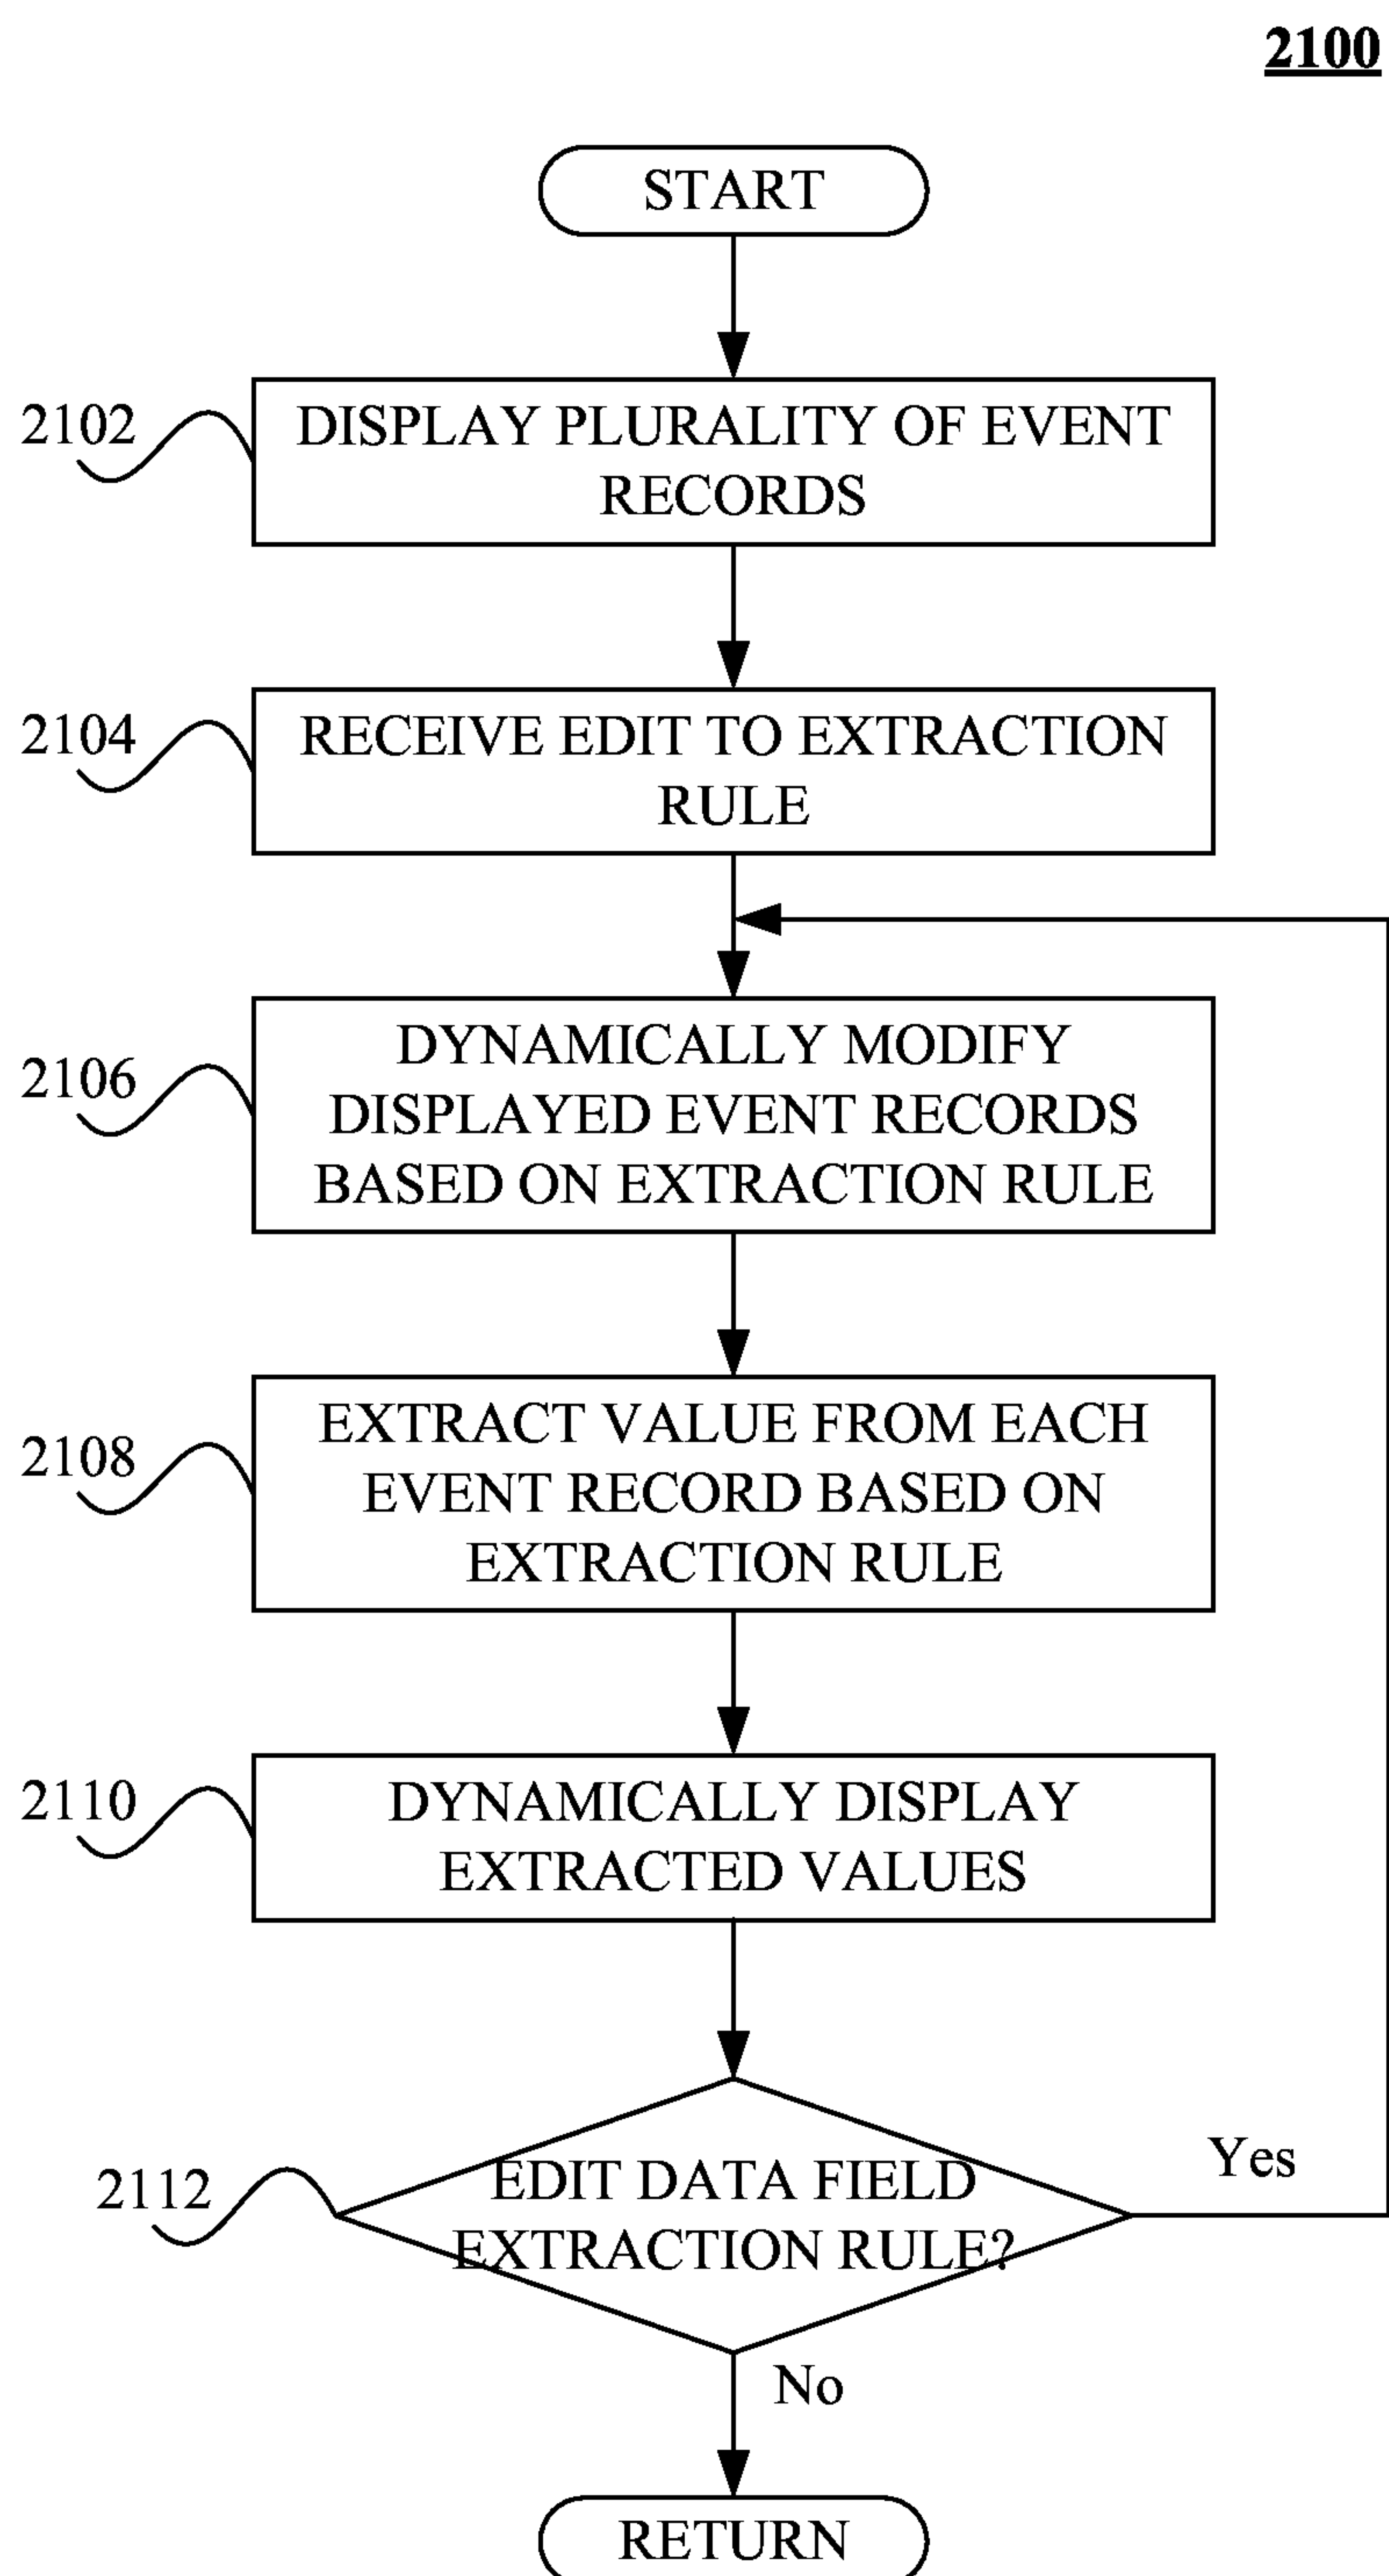 2100
START
2102
DISPLAY PLURALITY OF EVENT
RECORDS
2104
RECEIVE EDIT TO EXTRACTION
RULE
2106
DYNAMICALLY MODIFY
DISPLAYED EVENT RECORDS
BASED ON EXTRACTION RULE
2108
EXTRACT VALUE FROM EACH
EVENT RECORD BASED ON
EXTRACTION RULE
2110
DYNAMICALLY DISPLAY
EXTRACTED VALUES
2112
EDIT DATA FIELD
EXTRACTION RULE?
Yes
No
RETURN